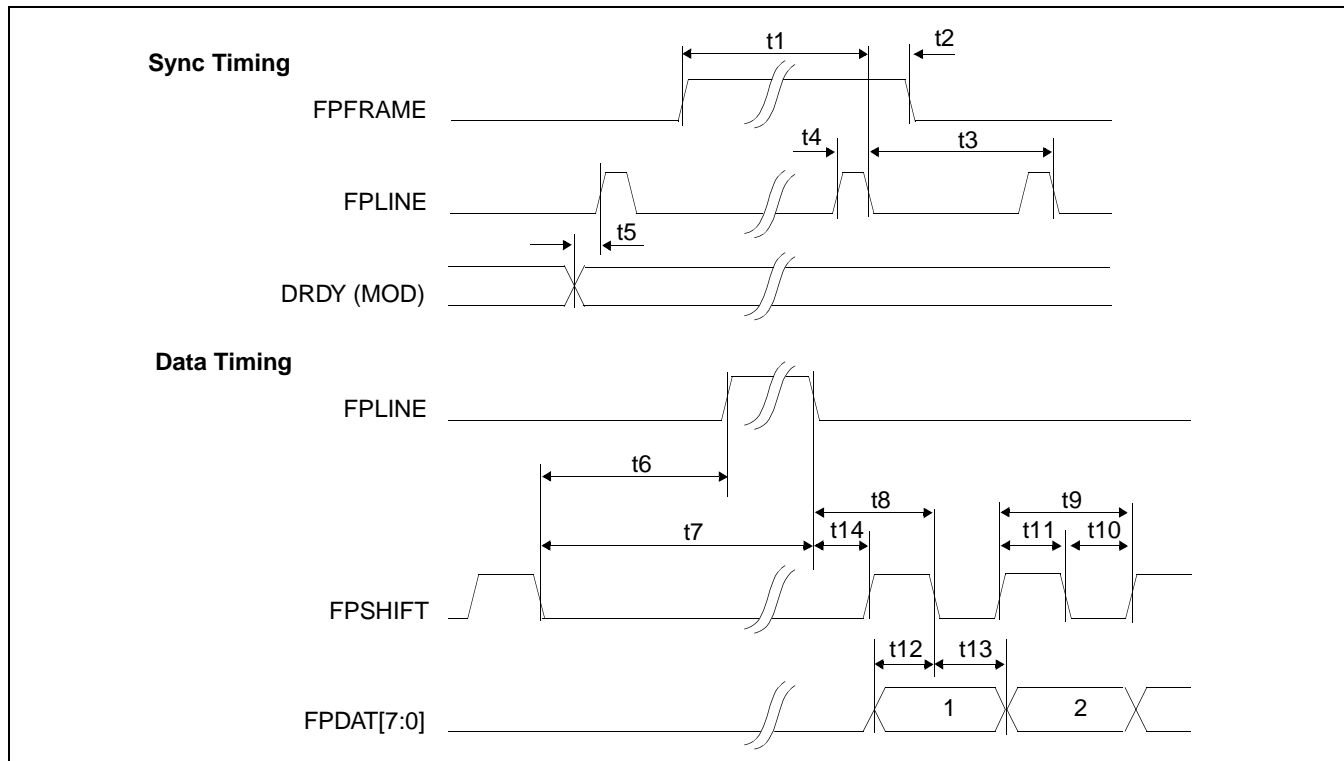 Sync Timing
t1
t2
FPFRAME
t4
t3
FPLINE
t5
DRDY (MOD)
Data Timing
FPLINE
t6
t8
t9
t7
t14
t11
t10
FPSHIFT
t12
t13
FPDAT[7:0]
1
2